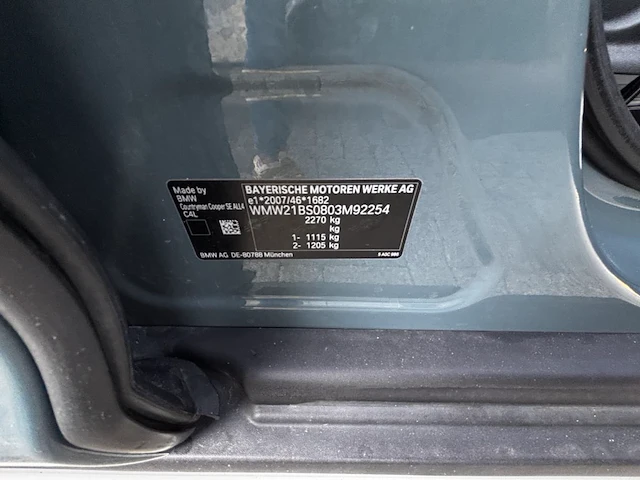 Made by
BMW
Countryman Cooper SE ALL4
C4L
BAYERISCHE MOTOREN WERKE AG
e1*2007/46*1682
WMW21BS0803M92254
2270 kg
kg
1- 1115 kg
2- 1205 kg
BMW AG DE-80788 München